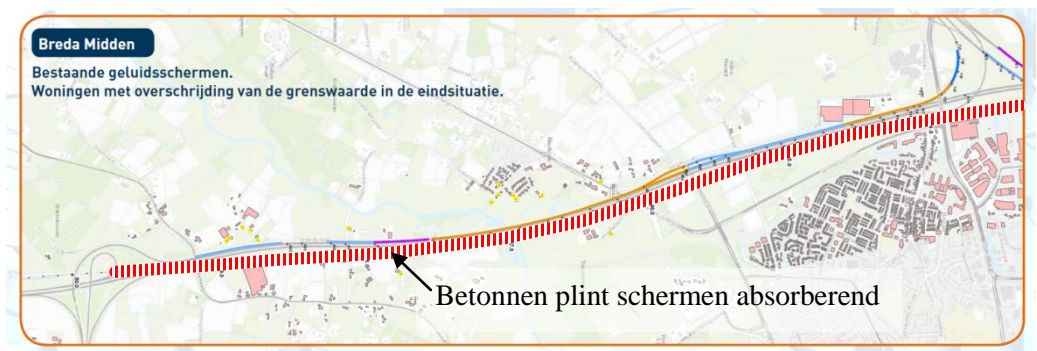 Breda Midden
Bestaande geluidsschermen.
Woningen met overschrijding van de grenswaarde in de eindsituatie.
Betonnen plint schermen absorberend